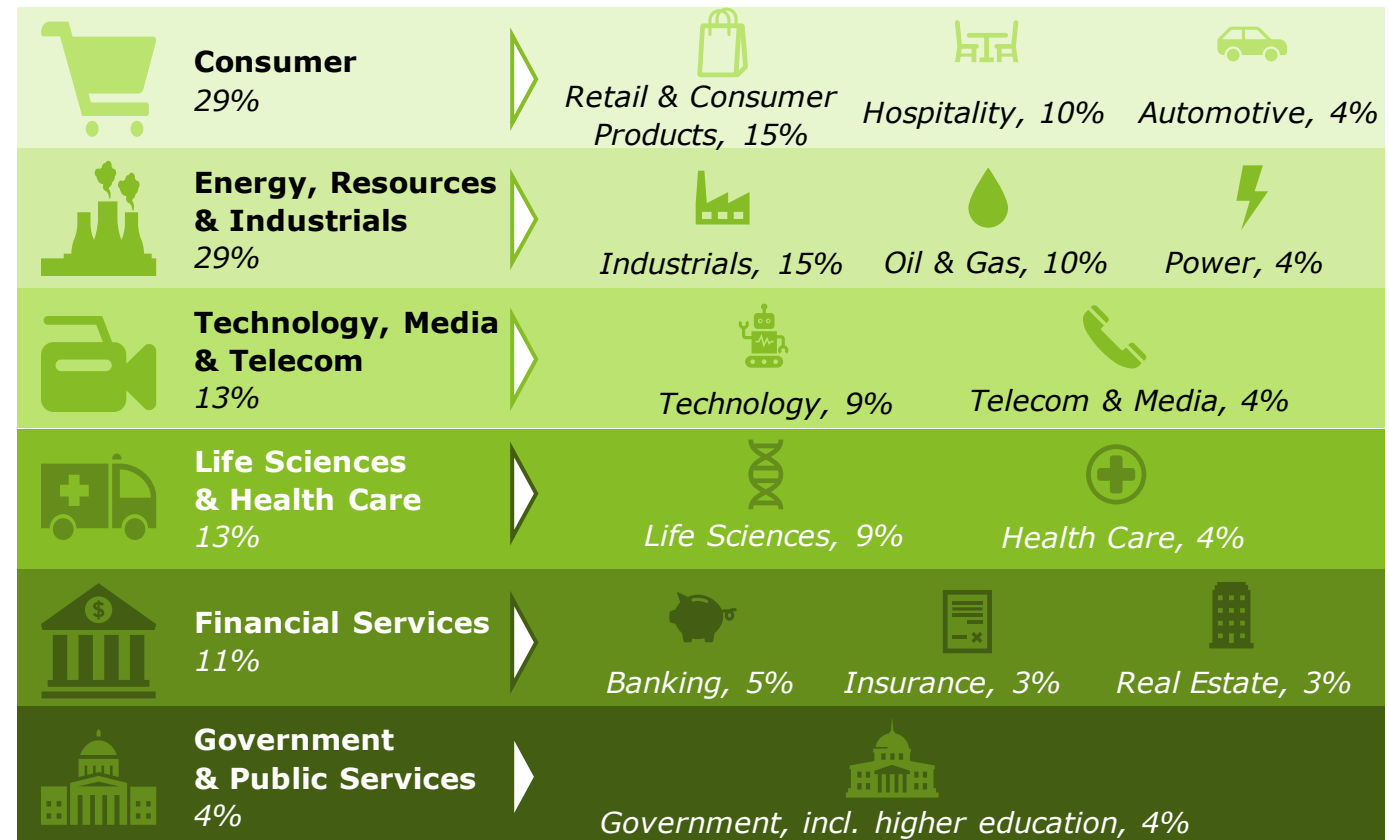 Consumer
29%
Retail & Consumer
Products, 15%
Hospitality, 10%
Automotive, 4%
Energy, Resources
& Industrials
29%
Industrials, 15%
Oil & Gas, 10%
Power, 4%
Technology, Media
& Telecom
13%
Technology, 9%
Telecom & Media, 4%
Life Sciences
& Health Care
13%
Life Sciences, 9%
Health Care, 4%
$
Financial Services
11%
Banking, 5%
Insurance, 3%
Real Estate, 3%
Government
& Public Services
4%
Government, incl. higher education, 4%